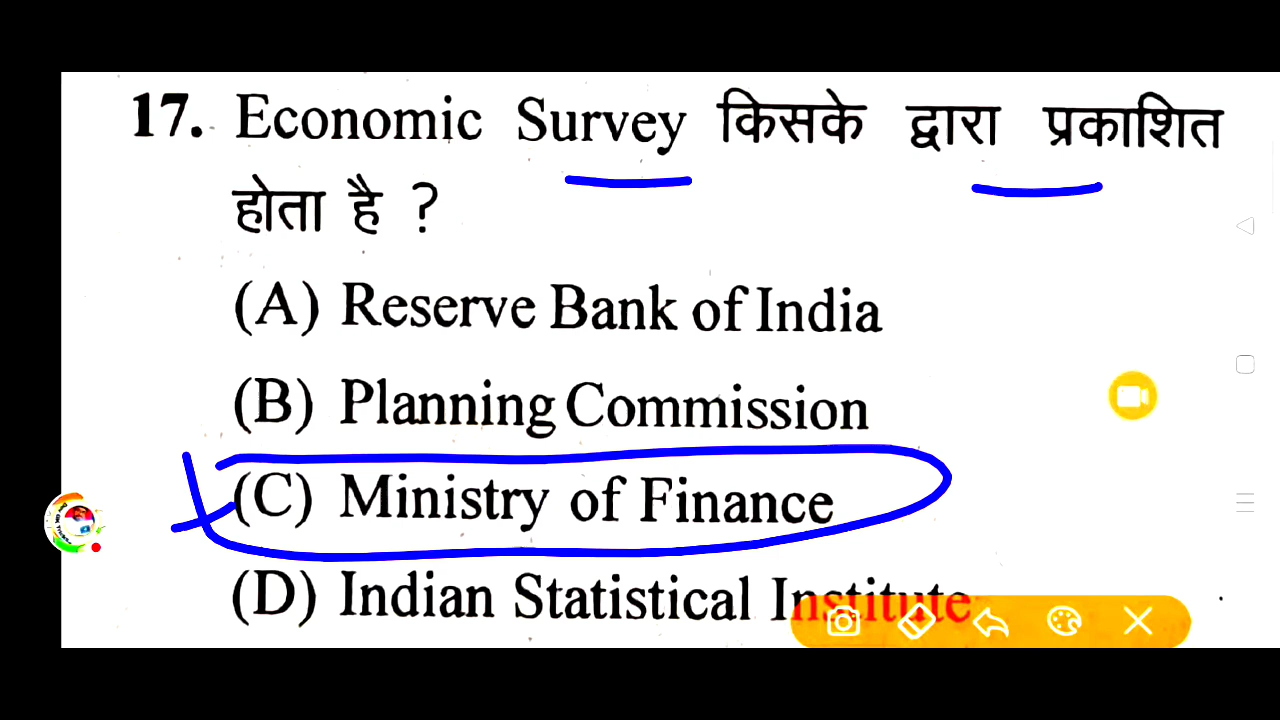 17. Economic Survey किसके द्वारा प्रकाशित
होता है ?
(A) Reserve Bank of India
(B) Planning Commission
(C) Ministry of Finance
(D) Indian Statistical Institute